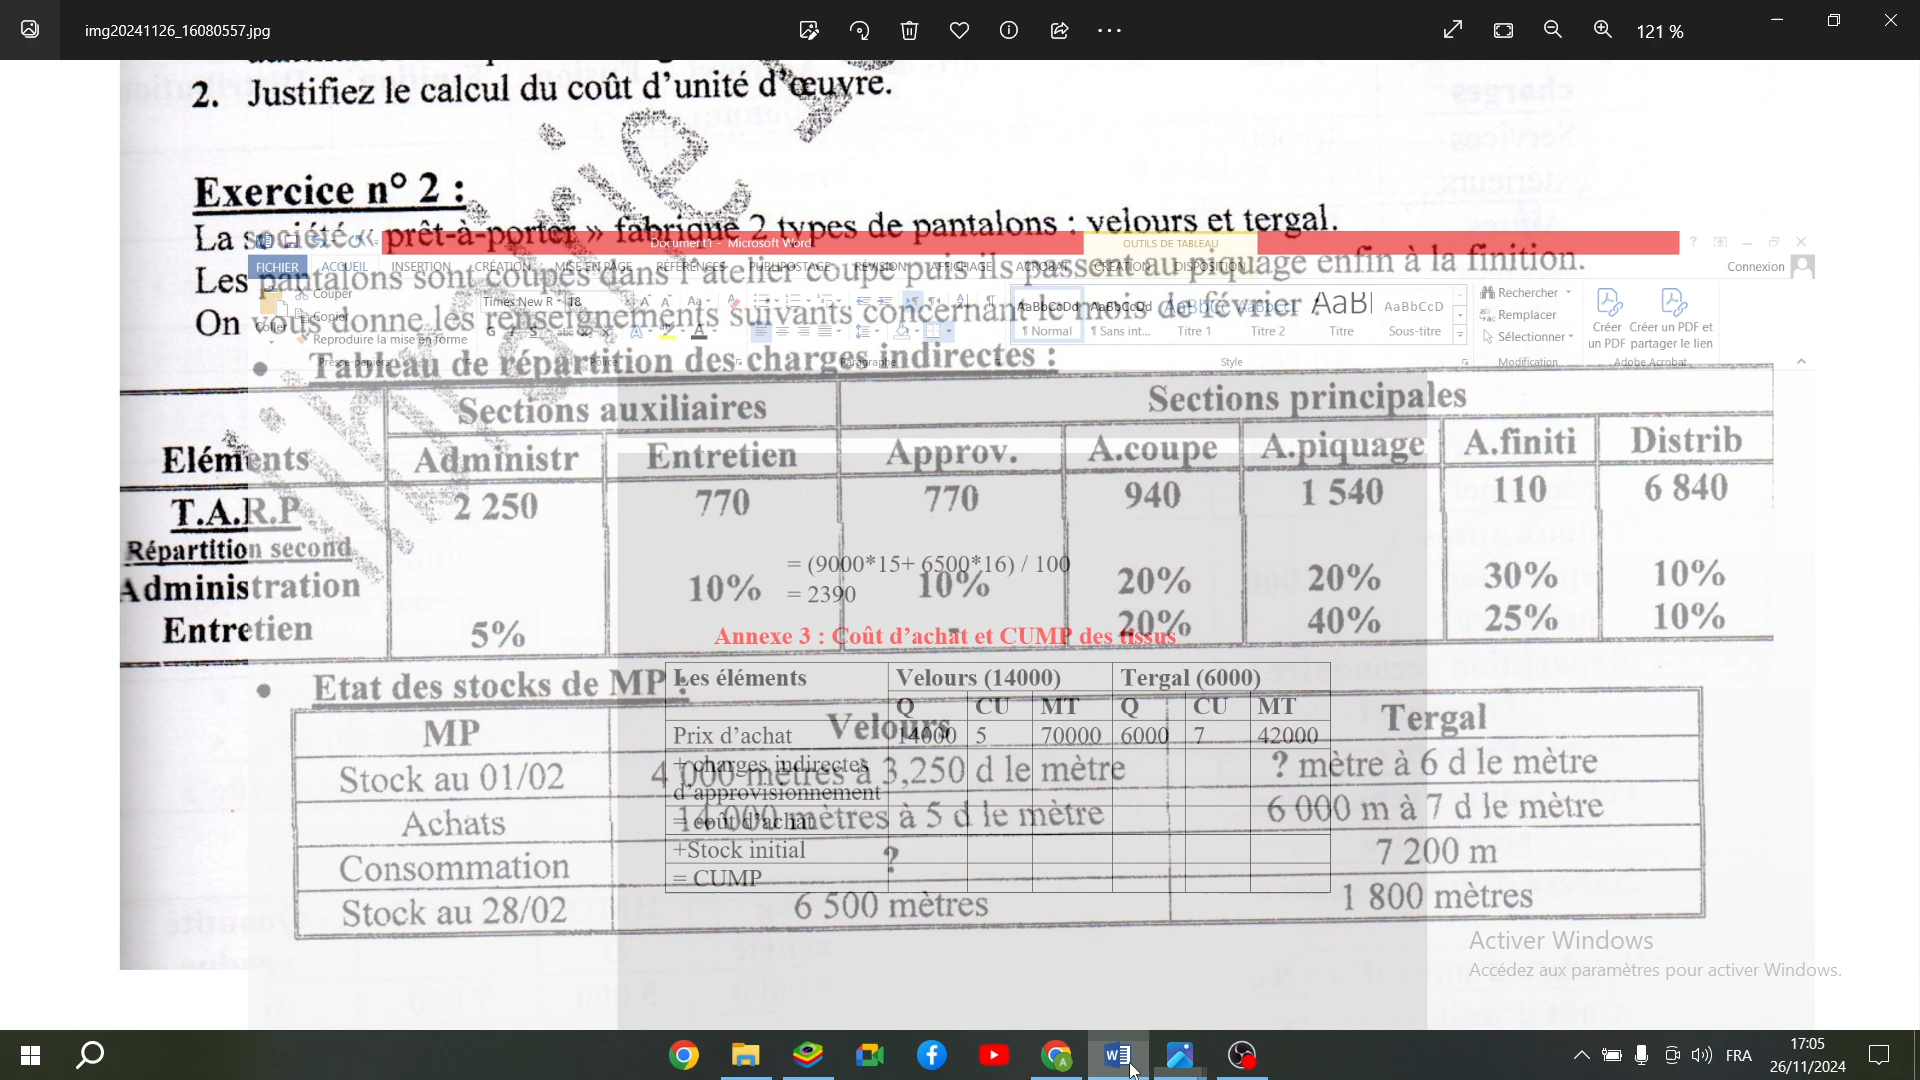 img20241126_16080557.jpg
121 %
2. Justifiez le calcul du coût d'unité d'œuvre.
Exercice n° 2 :
La société « prêt-à-porter » fabrique 2 types de pantalons : velours et tergal.
Document1 - Microsoft Word
OUTILS DE TABLEAU
?
FICHIER ACCUEIL INSERTION CRÉATION MISE EN PAGE RÉFÉRENCES PUBLIPOSTAGE RÉVISION AFFICHAGE ACROBAT CRÉATION DISPOSITION
Connexion
Les pantalons sont coupés dans l'atelier coupe puis ils passent au piquage enfin à la finition.
Couper
Times New R 18
AaBbCcDd AaBbCcDd AaBbCc AaBbCcI AaBl AaBbCcD
Rechercher
On vous donne les renseignements suivants concernant le mois de février
Coller
Copier
Remplacer
Reproduire la mise en forme
¶ Normal ¶ Sans int... Titre 1 Titre 2 Titre Sous-titre
Sélectionner
Créer un PDF
Créer un PDF et partager le lien
Presse-papiers Police Paragraphe Style Modification Adobe Acrobat
• Tableau de répartition des charges indirectes :
Sections auxiliaires Sections principales
Eléments Administr Entretien Approv. A.coupe A.piquage A.finiti Distrib
T.A.R.P 2 250 770 770 940 1 540 110 6 840
Répartition second
Administration 10% 10% 20% 20% 30% 10%
Entretien 5% - 20% 40% 25% 10%
= (9000*15+ 6500*16) / 100
= 2390
Annexe 3 : Coût d'achat et CUMP des tissus
• Etat des stocks de MP :
MP Velours Tergal
Stock au 01/02 4 000 mètres à 3,250 d le mètre ? mètre à 6 d le mètre
Achats 14 000 mètres à 5 d le mètre 6 000 m à 7 d le mètre
Consommation ? 7 200 m
Stock au 28/02 6 500 mètres 1 800 mètres
Les éléments Velours (14000) Tergal (6000)
Q CU MT Q CU MT
Prix d'achat 14000 5 70000 6000 7 42000
+ charges indirectes
d'approvisionnement
= coût d'achat
+Stock initial
= CUMP
Activer Windows
Accédez aux paramètres pour activer Windows.
FRA
17:05
26/11/2024